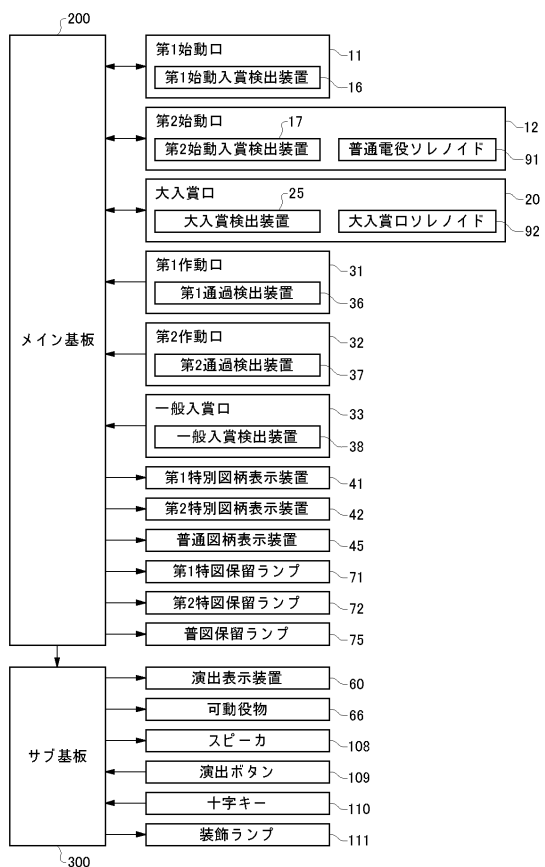 200
第1始動口
11
第1始動入賞検出装置
16
第2始動口
17
12
第2始動入賞検出装置
普通電役ソレノイド
91
大入賞口
25
20
大入賞検出装置
大入賞口ソレノイド
92
第1作動口
31
第1通過検出装置
36
メイン基板
第2作動口
32
第2通過検出装置
37
一般入賞口
33
一般入賞検出装置
38
第1特別図柄表示装置
41
第2特別図柄表示装置
42
普通図柄表示装置
45
第1特図保留ランプ
71
第2特図保留ランプ
72
普図保留ランプ
75
演出表示装置
60
可動役物
66
サブ基板
スピーカ
108
演出ボタン
109
十字キー
110
装飾ランプ
111
300